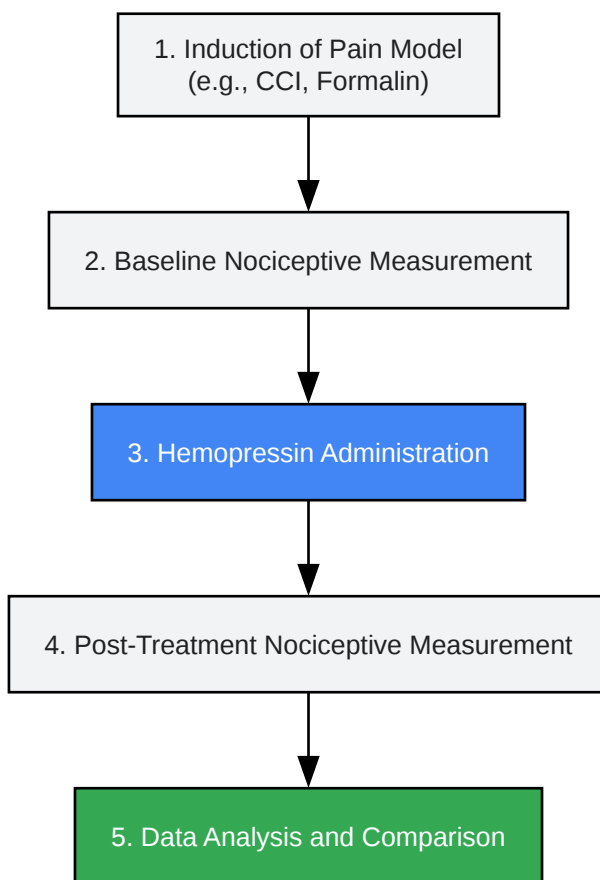 1. Induction of Pain Model
(e.g., CCI, Formalin)
2. Baseline Nociceptive Measurement
3. Hemopressin Administration
4. Post-Treatment Nociceptive Measurement
5. Data Analysis and Comparison